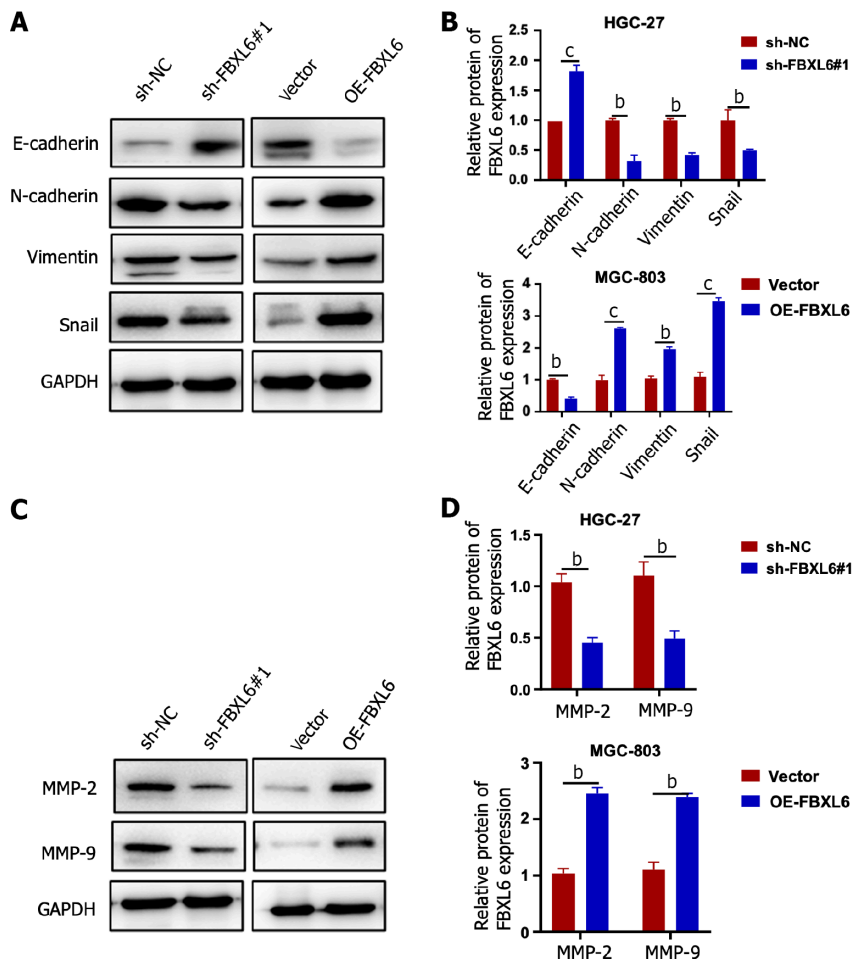 A
sh-NC
sh-FBXL6#1
Vector
OE-FBXL6
E-cadherin
N-cadherin
Vimentin
Snail
GAPDH
B
HGC-27
sh-NC
sh-FBXL6#1
Relative protein of
FBXL6 expression
2.5
2.0
1.5
1.0
0.5
0.0
c
b
b
b
E-cadherin
N-cadherin
Vimentin
Snail
MGC-803
Vector
OE-FBXL6
Relative protein of
FBXL6 expression
4
3
2
1
0
b
c
b
c
E-cadherin
N-cadherin
Vimentin
Snail
C
sh-NC
sh-FBXL6#1
Vector
OE-FBXL6
MMP-2
MMP-9
GAPDH
D
HGC-27
sh-NC
sh-FBXL6#1
Relative protein of
FBXL6 expression
1.5
1.0
0.5
0.0
b
b
MMP-2
MMP-9
MGC-803
Vector
OE-FBXL6
Relative protein of
FBXL6 expression
3
2
1
0
b
b
MMP-2
MMP-9